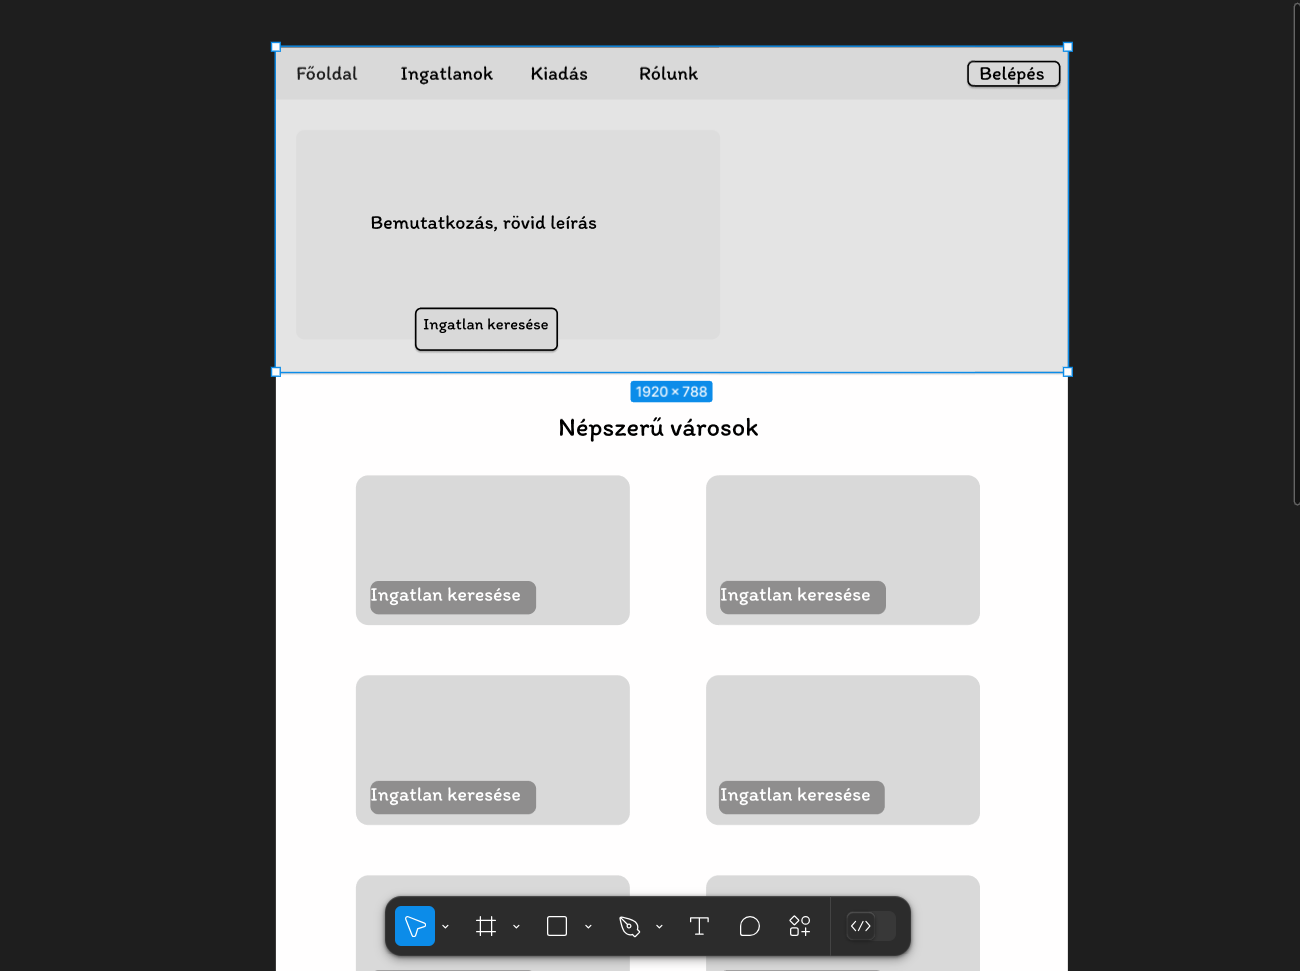 Főoldal Ingatlanok Kiadás Rólunk Belépés
Bemutatkozás, rövid leírás
Ingatlan keresése
1920 × 788
Népszerű városok
Ingatlan keresése Ingatlan keresése
Ingatlan keresése Ingatlan keresése